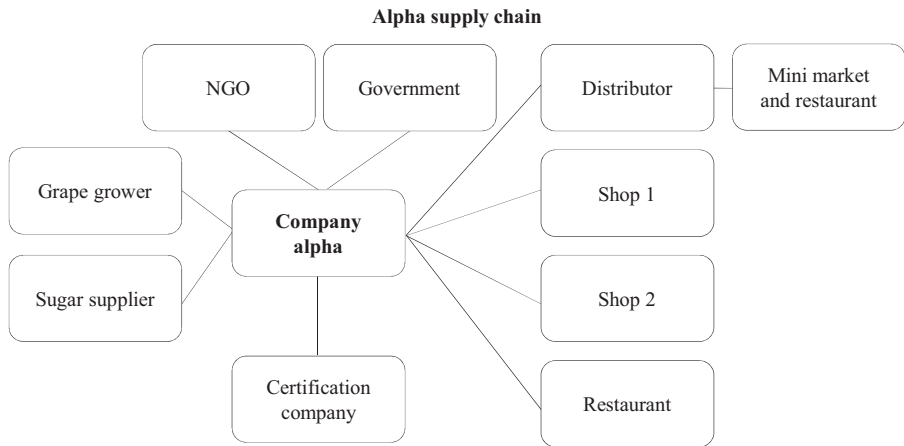 Alpha supply chain
NGO
Government
Distributor
Mini market
and restaurant
Grape grower
Company
alpha
Shop 1
Sugar supplier
Shop 2
Certification
company
Restaurant